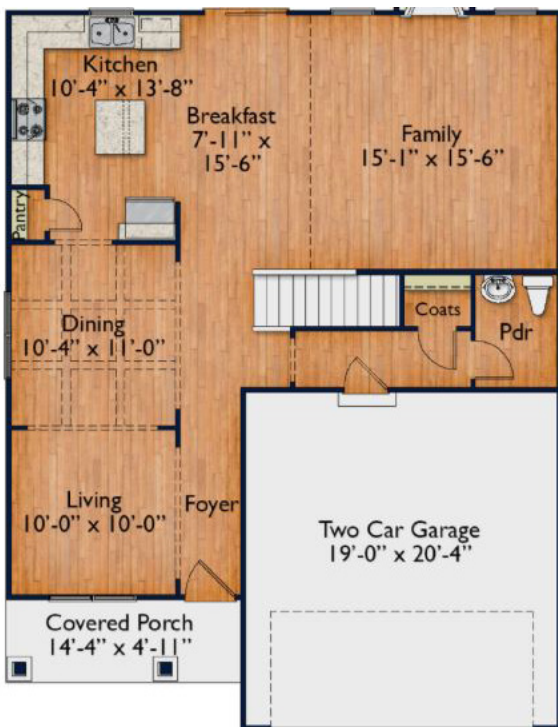 Kitchen
10'-4" x 13'-8"
Breakfast
7'-11" x
15'-6"
Family
15'-1" x 15'-6"
Pantry
Dining
10'-4" x 11'-0"
Coats
Pdr
Living
10'-0" x 10'-0"
Foyer
Two Car Garage
19'-0" x 20'-4"
Covered Porch
14'-4" x 4'-11"